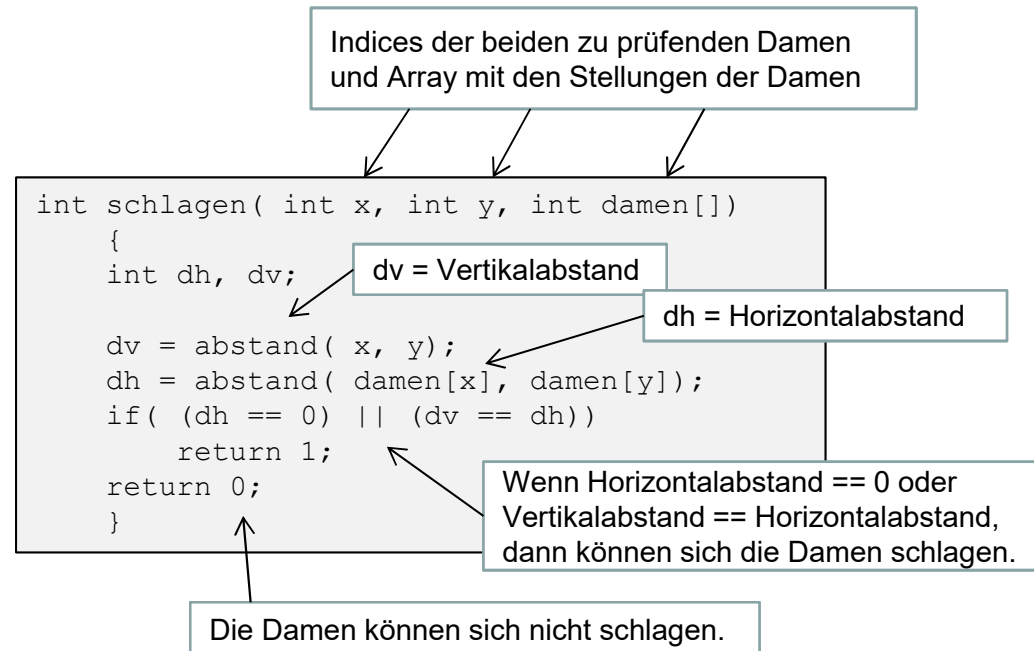 Indices der beiden zu prüfenden Damen
und Array mit den Stellungen der Damen
int schlagen( int x, int y, int damen[])
{
int dh, dv;
dv = Vertikalabstand
dh = Horizontalabstand
dv = abstand( x, y);
dh = abstand( damen[x], damen[y]);
if( (dh == 0) || (dv == dh))
return 1;
return 0;
}
Wenn Horizontalabstand == 0 oder
Vertikalabstand == Horizontalabstand,
dann können sich die Damen schlagen.
Die Damen können sich nicht schlagen.